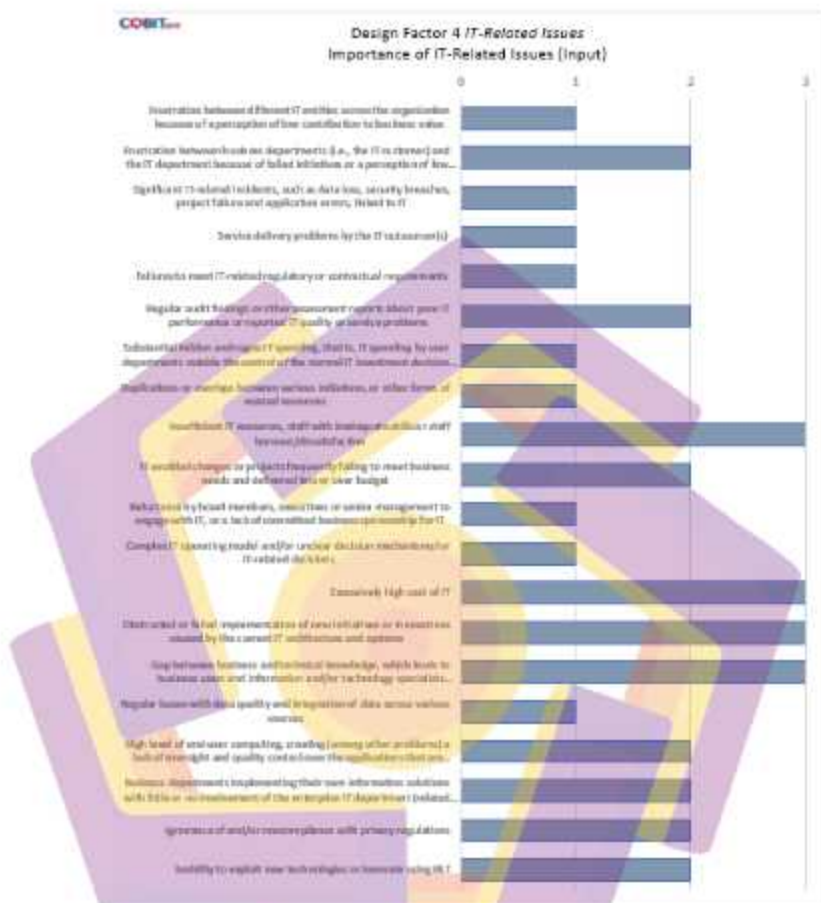 COBIT
Design Factor 4 IT-Related Issues
Importance of IT-Related Issues (Input)
0 1 2 3
Frustration between different IT entities across the organization
because of a perception of low contribution to business value
Frustration between business departments (i.e., the IT customer) and
the IT department because of failed initiatives or a perception of low...
Significant IT-related incidents, such as data loss, security breaches,
project failure and application errors, linked to IT
Service delivery problems by the IT outsourcer(s)
Failures to meet IT-related regulatory or contractual requirements
Regular audit findings or other assessment reports about poor IT
performance or reported IT quality or service problems
Substantial hidden and rogue IT spending, that is, IT spending by user
departments outside the control of the normal IT investment decision...
Duplications or overlaps between various initiatives, or other forms of
wasted resources
Insufficient IT resources, staff with inadequate skills or staff
burnout/dissatisfaction
IT-enabled changes or projects frequently failing to meet business
needs and delivered late or over budget
Reluctance by board members, executives or senior management to
engage with IT, or a lack of committed business sponsorship for IT
Complex IT operating model and/or unclear decision mechanisms for
IT-related decisions
Excessively high cost of IT
Obstructed or failed implementation of new initiatives or innovations
caused by the current IT architecture and systems
Gap between business and technical knowledge, which leads to
business users and information and/or technology specialists...
Regular issues with data quality and integration of data across various
sources
High level of end-user computing, creating (among other problems) a
lack of oversight and quality control over the applications that are...
Business departments implementing their own information solutions
with little or no involvement of the enterprise IT department (related...
Ignorance of and/or noncompliance with privacy regulations
Inability to exploit new technologies or innovate using I&T